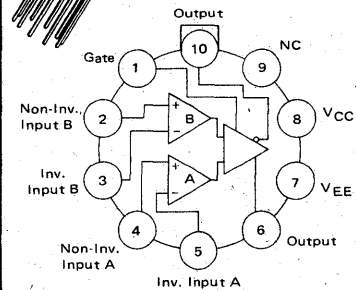 Output
10
Gate
1
NC
9
Non-Inv.
Input B
2
+
B
-
8
VCC
Inv.
Input B
3
+
A
-
7
VEE
4
Non-Inv.
Input A
5
6
Output
Inv. Input A